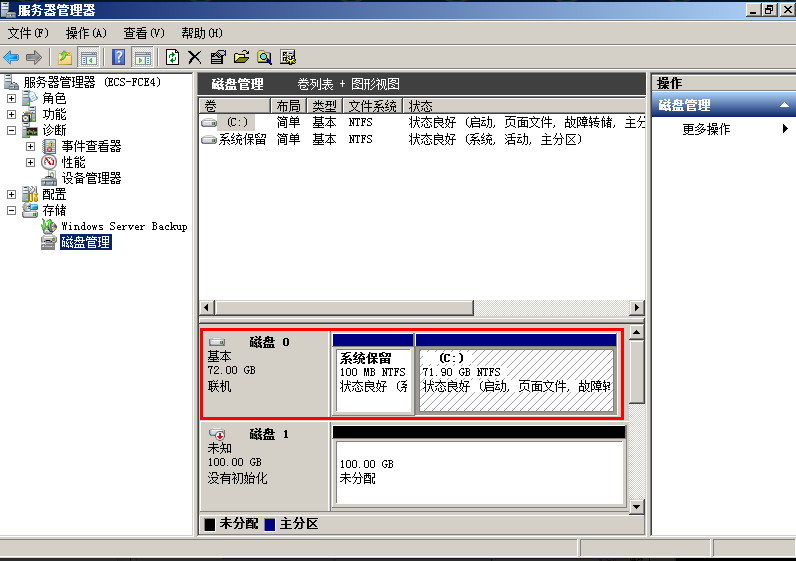 服务器管理器
文件(F) 操作(A) 查看(V) 帮助(H)
服务器管理器 (ECS-FCE4)
角色
功能
诊断
事件查看器
性能
设备管理器
配置
存储
Windows Server Backup
磁盘管理
磁盘管理 卷列表 + 图形视图
卷 布局 类型 文件系统 状态
(C:) 简单 基本 NTFS 状态良好 (启动, 页面文件, 故障转储, 主分
系统保留 简单 基本 NTFS 状态良好 (系统, 活动, 主分区)
磁盘 0
基本
72.00 GB
联机
系统保留
100 MB NTFS
状态良好 (系
(C:)
71.90 GB NTFS
状态良好 (启动, 页面文件, 故障转
磁盘 1
未知
100.00 GB
没有初始化
100.00 GB
未分配
未分配 主分区
操作
磁盘管理
更多操作